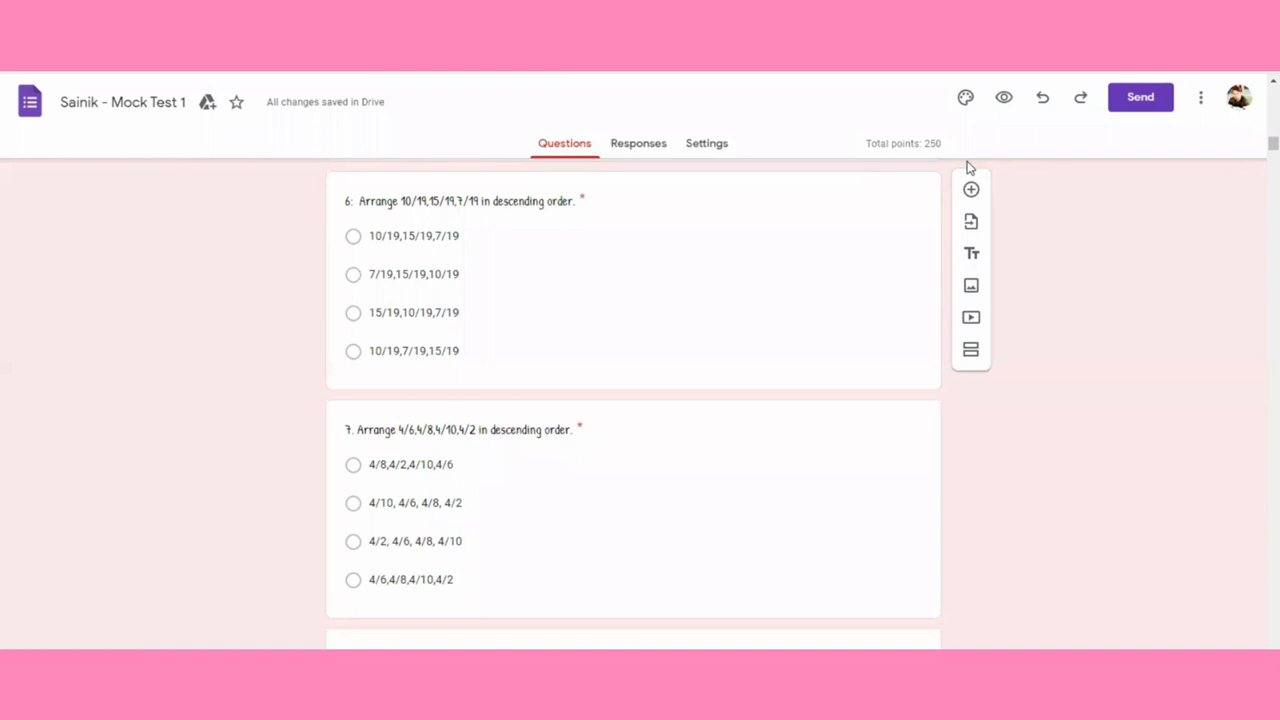 Sainik - Mock Test 1
All changes saved in Drive
Send
Questions
Responses
Settings
Total points: 250
6: Arrange 10/19,15/19,7/19 in descending order. *
10/19,15/19,7/19
7/19,15/19,10/19
15/19,10/19,7/19
10/19,7/19,15/19
7. Arrange 4/6,4/8,4/10,4/2 in descending order. *
4/8,4/2,4/10,4/6
4/10, 4/6, 4/8, 4/2
4/2, 4/6, 4/8, 4/10
4/6,4/8,4/10,4/2